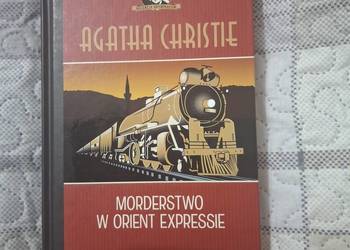 AGATHA CHRISTIE
MORDERSTWO
W ORIENT EXPRESSIE